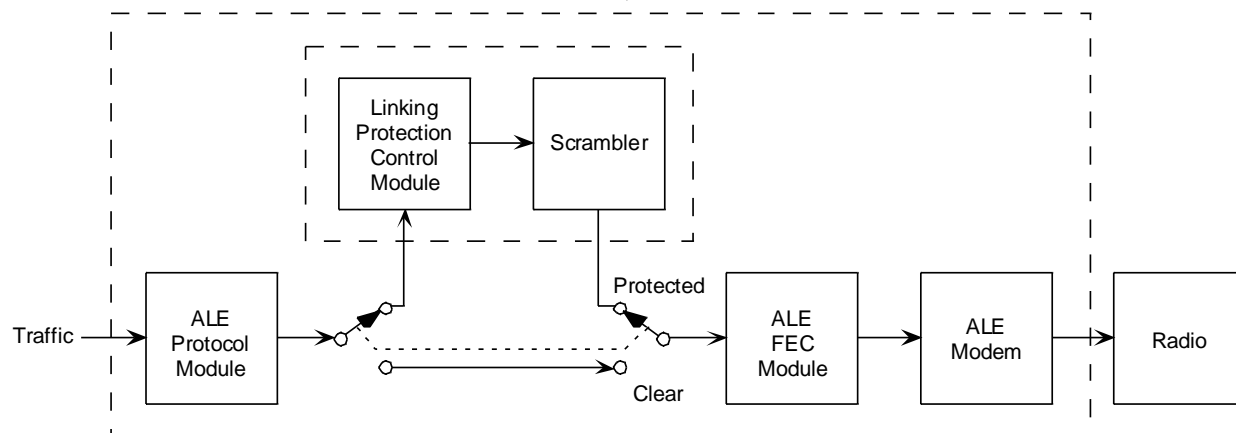 Linking
Protection
Control
Module
Scrambler
Protected
Traffic
ALE
Protocol
Module
ALE
FEC
Module
ALE
Modem
Radio
Clear